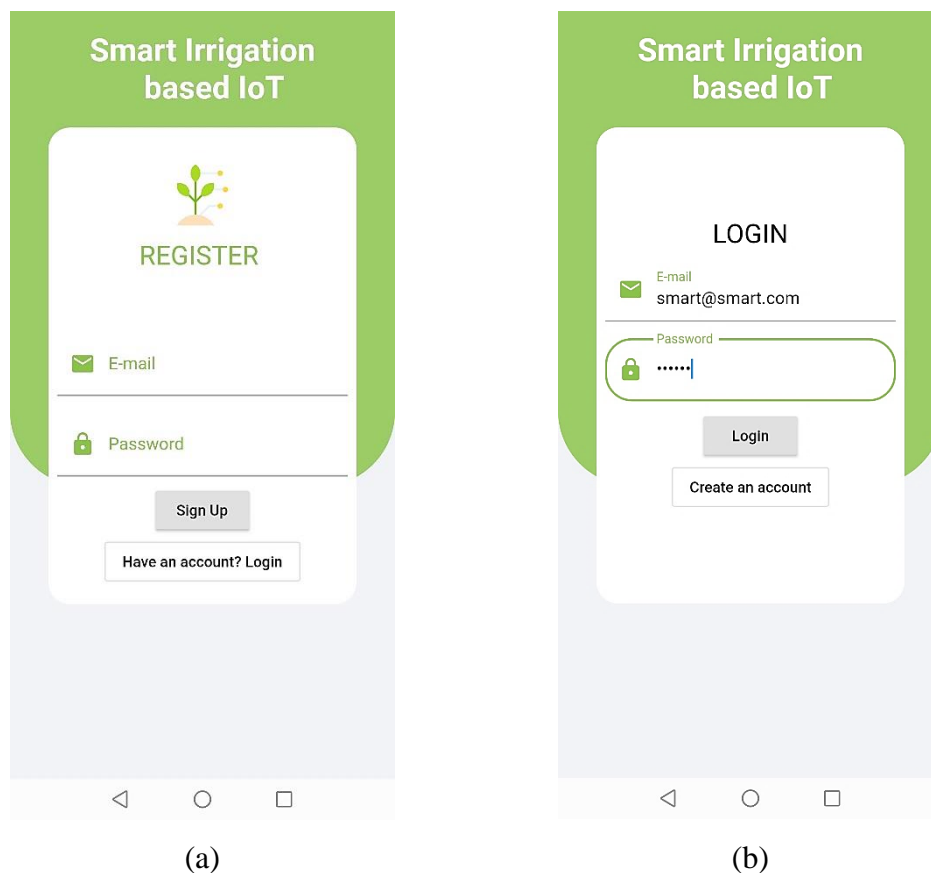 Smart Irrigation
based IoT
REGISTER
E-mail
Password
Sign Up
Have an account? Login
(a)
Smart Irrigation
based IoT
LOGIN
E-mail
smart@smart.com
Password
••••••
Login
Create an account
(b)